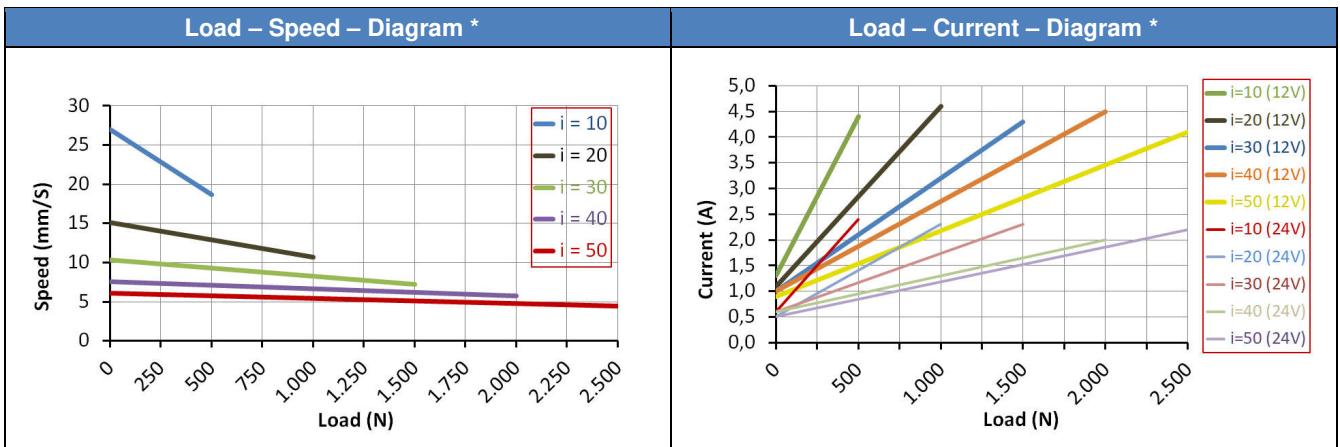 Load – Speed – Diagram *
Load – Current – Diagram *
Speed (mm/S)
30
25
20
15
10
5
0
0
250
500
750
1.000
1.250
1.500
1.750
2.000
2.250
2.500
Load (N)
i = 10
i = 20
i = 30
i = 40
i = 50
Current (A)
5,0
4,5
4,0
3,5
3,0
2,5
2,0
1,5
1,0
0,5
0,0
0
500
1.000
1.500
2.000
2.500
Load (N)
i=10 (12V)
i=20 (12V)
i=30 (12V)
i=40 (12V)
i=50 (12V)
i=10 (24V)
i=20 (24V)
i=30 (24V)
i=40 (24V)
i=50 (24V)